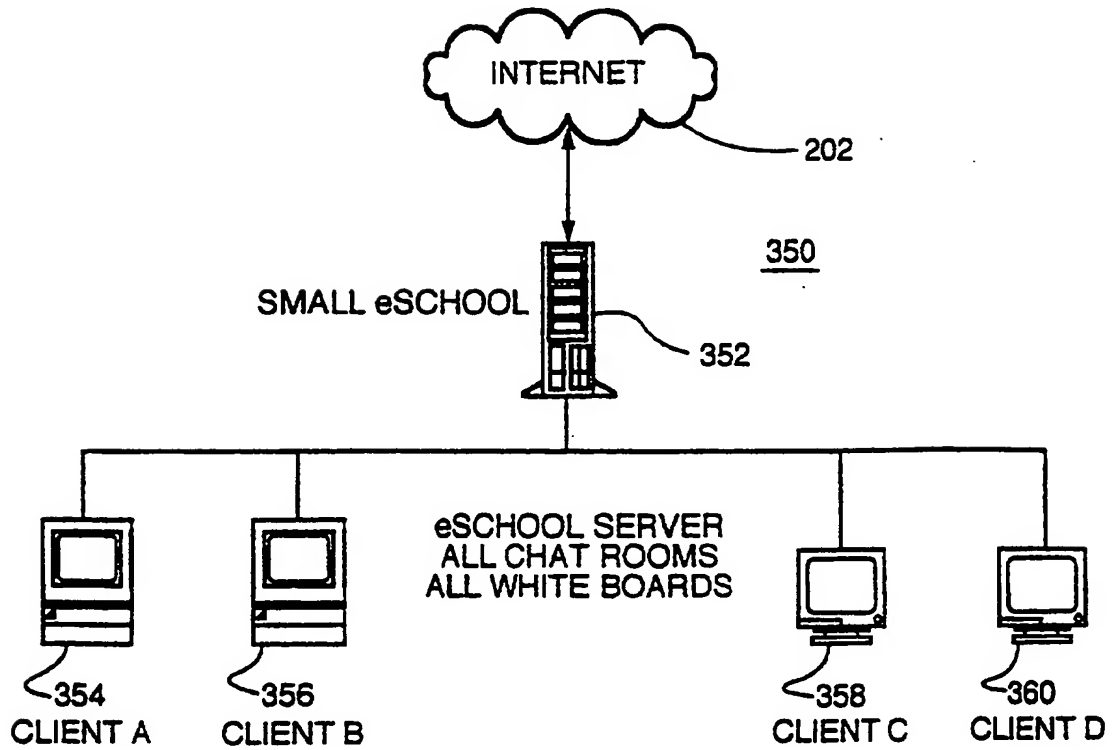 INTERNET
202
350
SMALL eSCHOOL
352
eSCHOOL SERVER
ALL CHAT ROOMS
ALL WHITE BOARDS
354
CLIENT A
356
CLIENT B
358
CLIENT C
360
CLIENT D